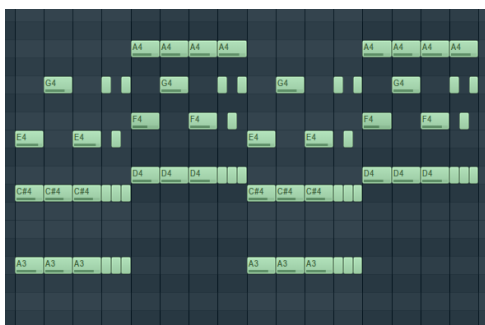 A4 A4 A4 A4 A4 A4 A4 A4
G4 G4 G4 G4
F4 F4 F4 F4
E4 E4 E4 E4
D4 D4 D4 D4 D4 D4
C#4 C#4 C#4 C#4 C#4 C#4
A3 A3 A3 A3 A3 A3